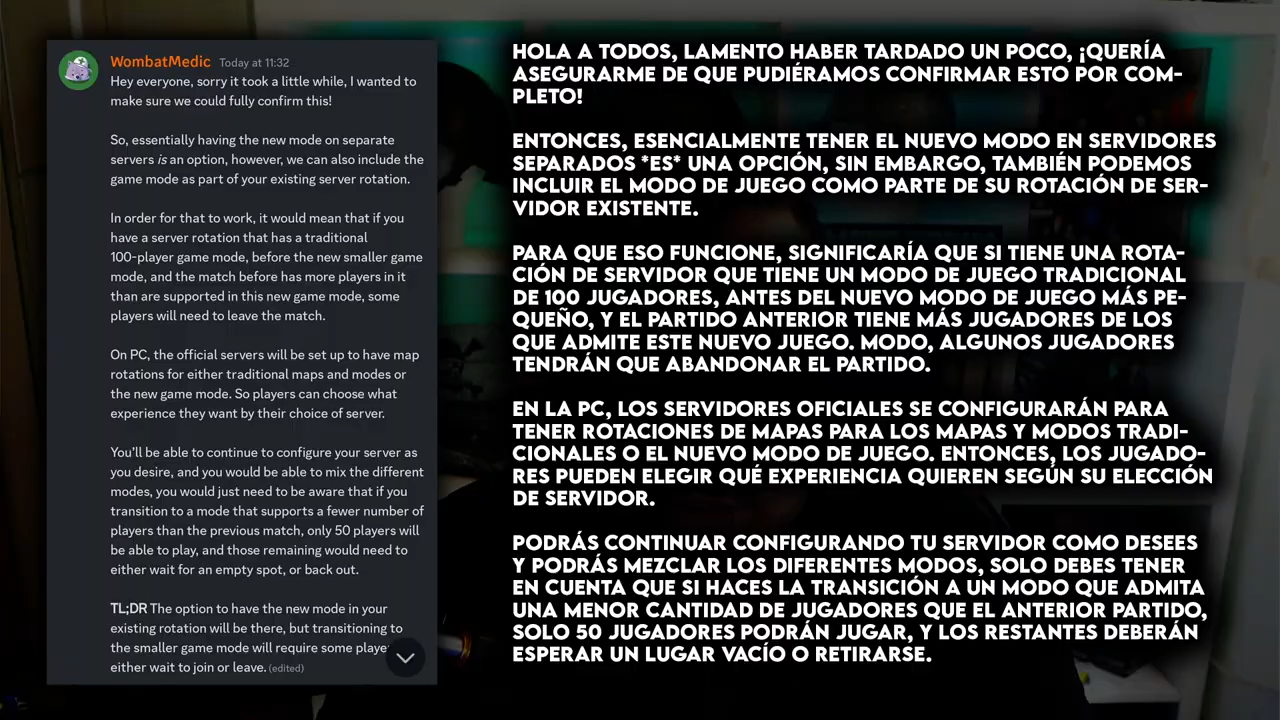 WombatMedic Today at 11:32
Hey everyone, sorry it took a little while, I wanted to
make sure we could fully confirm this!
So, essentially having the new mode on separate
servers is an option, however, we can also include the
game mode as part of your existing server rotation.
In order for that to work, it would mean that if you
have a server rotation that has a traditional
100-player game mode, before the new smaller game
mode, and the match before has more players in it
than are supported in this new game mode, some
players will need to leave the match.
On PC, the official servers will be set up to have map
rotations for either traditional maps and modes or
the new game mode. So players can choose what
experience they want by their choice of server.
You'll be able to continue to configure your server as
you desire, and you would be able to mix the different
modes, you would just need to be aware that if you
transition to a mode that supports a fewer number of
players than the previous match, only 50 players will
be able to play, and those remaining would need to
either wait for an empty spot, or back out.
TL;DR The option to have the new mode in your
existing rotation will be there, but transitioning to
the smaller game mode will require some
either wait to join or leave. (edited)
HOLA A TODOS, LAMENTO HABER TARDADO UN POCO, ¡QUERÍA
ASEGURARME DE QUE PUDIÉRAMOS CONFIRMAR ESTO POR COM-
PLETO!
ENTONCES, ESENCIALMENTE TENER EL NUEVO MODO EN SERVIDORES
SEPARADOS *ES* UNA OPCIÓN, SIN EMBARGO, TAMBIÉN PODEMOS
INCLUIR EL MODO DE JUEGO COMO PARTE DE SU ROTACIÓN DE SER-
VIDOR EXISTENTE.
PARA QUE ESO FUNCIONE, SIGNIFICARÍA QUE SI TIENE UNA ROTA-
CIÓN DE SERVIDOR QUE TIENE UN MODO DE JUEGO TRADICIONAL
DE 100 JUGADORES, ANTES DEL NUEVO MODO DE JUEGO MÁS PE-
QUEÑO, Y EL PARTIDO ANTERIOR TIENE MÁS JUGADORES DE LOS
QUE ADMITE ESTE NUEVO JUEGO. MODO, ALGUNOS JUGADORES
TENDRÁN QUE ABANDONAR EL PARTIDO.
EN LA PC, LOS SERVIDORES OFICIALES SE CONFIGURARÁN PARA
TENER ROTACIONES DE MAPAS PARA LOS MAPAS Y MODOS TRADI-
CIONALES O EL NUEVO MODO DE JUEGO. ENTONCES, LOS JUGADO-
RES PUEDEN ELEGIR QUÉ EXPERIENCIA QUIEREN SEGÚN SU ELECCIÓN
DE SERVIDOR.
PODRÁS CONTINUAR CONFIGURANDO TU SERVIDOR COMO DESEES
Y PODRÁS MEZCLAR LOS DIFERENTES MODOS, SOLO DEBES TENER
EN CUENTA QUE SI HACES LA TRANSICIÓN A UN MODO QUE ADMITA
UNA MENOR CANTIDAD DE JUGADORES QUE EL ANTERIOR PARTIDO,
SOLO 50 JUGADORES PODRÁN JUGAR, Y LOS RESTANTES DEBERÁN
ESPERAR UN LUGAR VACÍO O RETIRARSE.